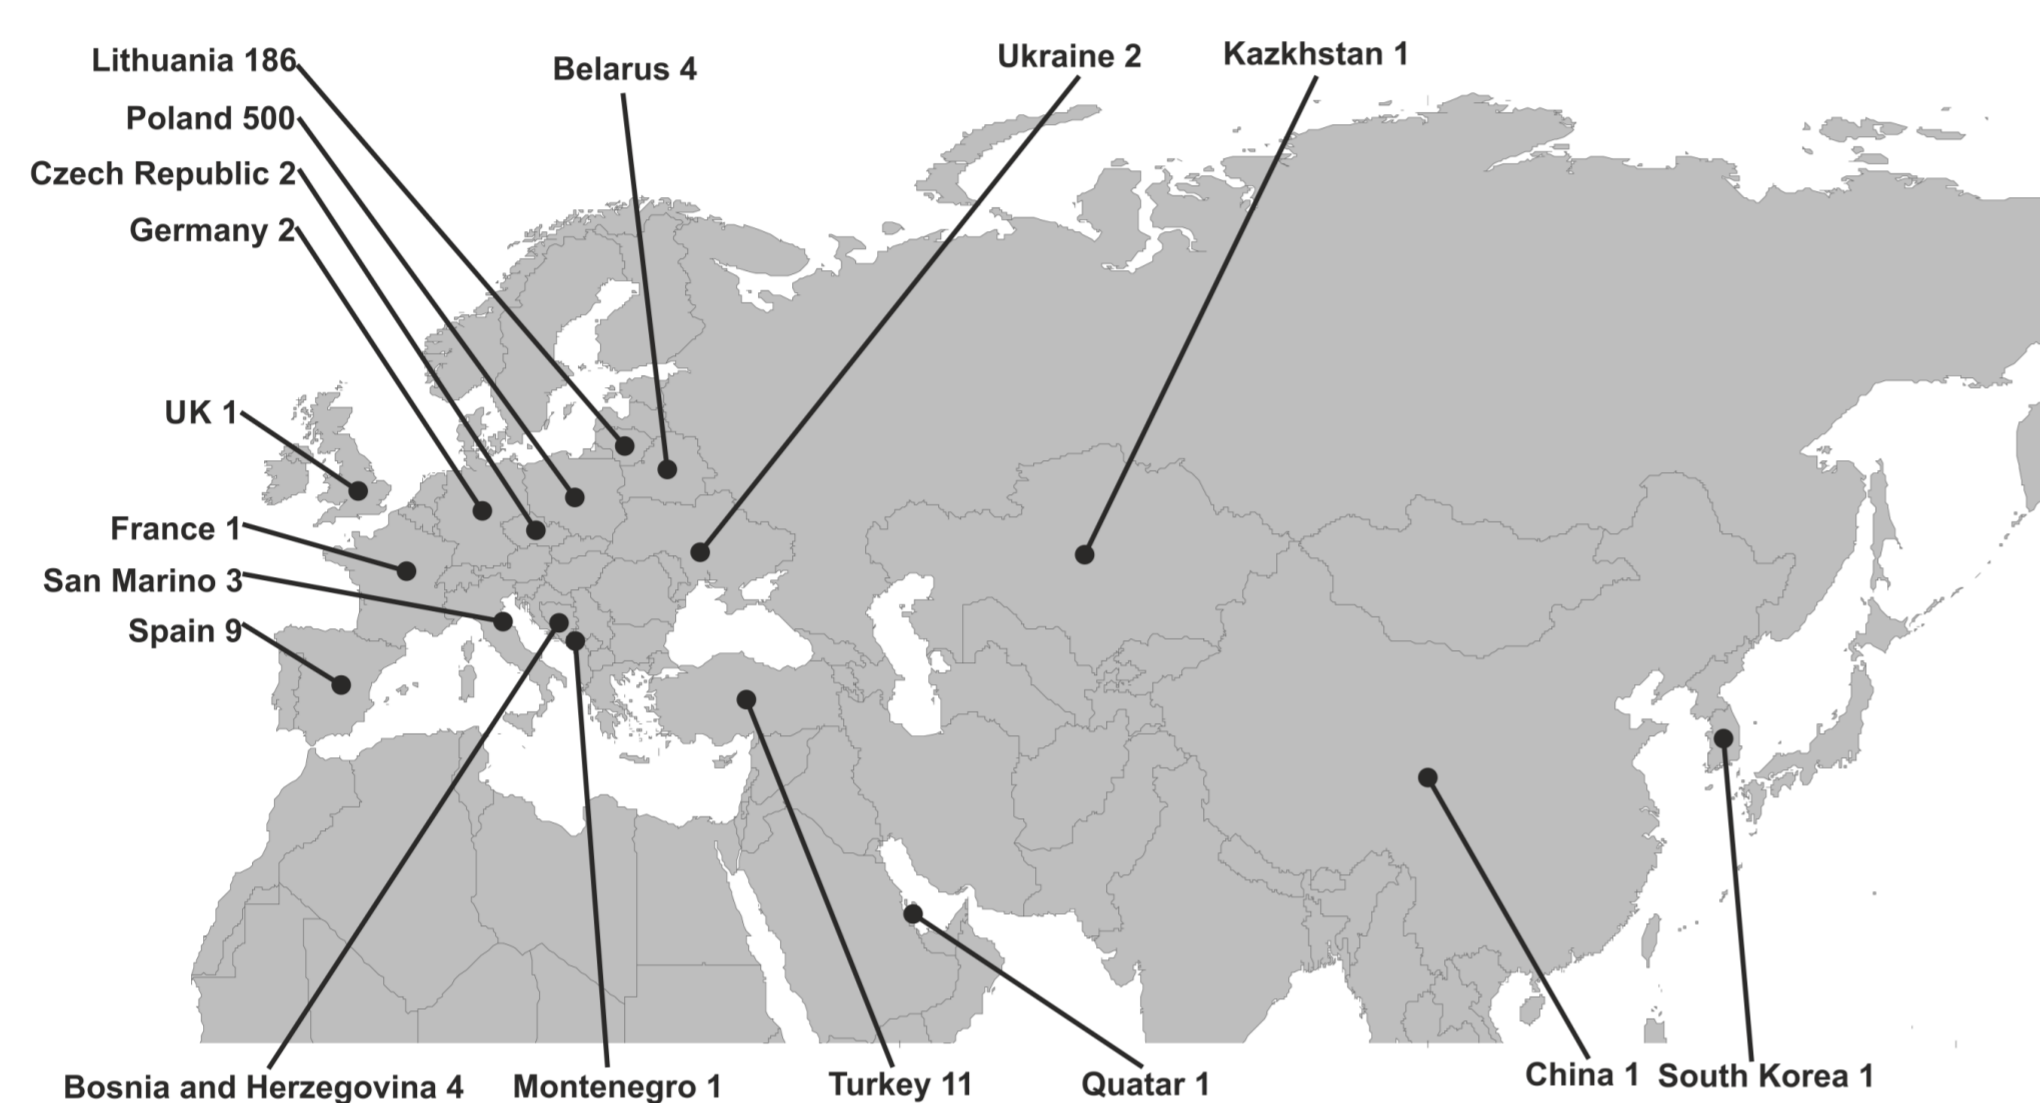 Lithuania 186
Belarus 4
Ukraine 2
Kazkhstan 1
Poland 500
Czech Republic 2
Germany 2
UK 1
France 1
San Marino 3
Spain 9
Bosnia and Herzegovina 4
Montenegro 1
Turkey 11
Quatar 1
China 1
South Korea 1